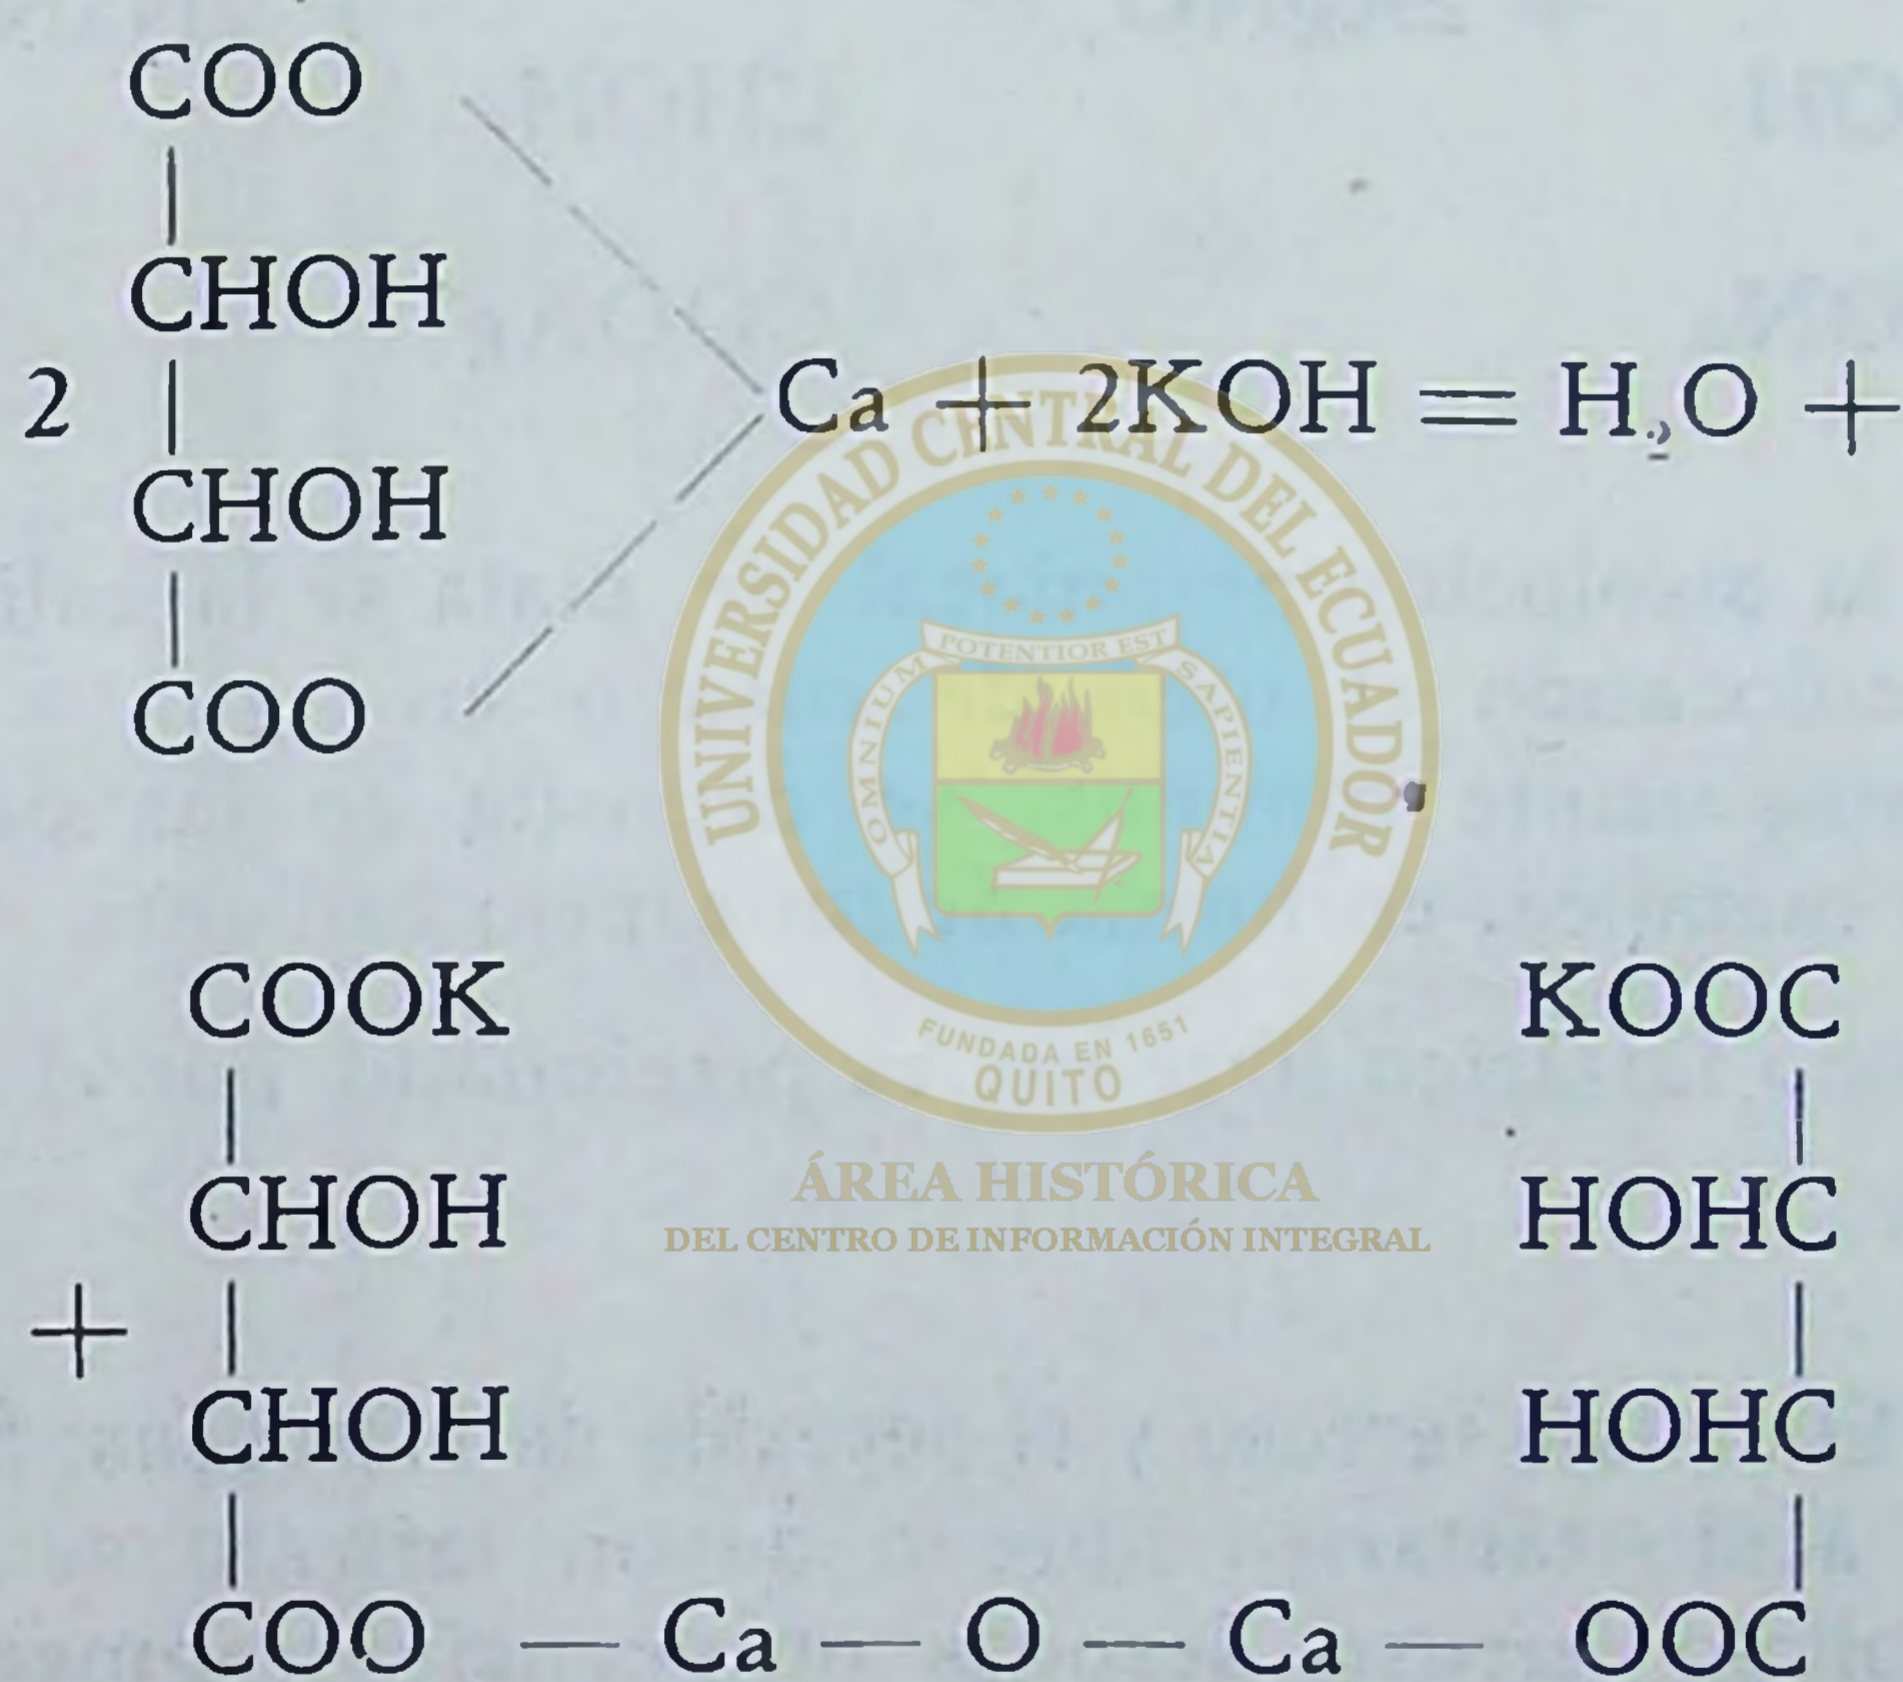 COO
CHOH
2 Ca + 2KOH = H₂O +
CHOH
COO
UNIVERSIDAD CENTRAL DEL ECUADOR
OMNIUM POTENTIOR EST SAPIENTIA
FUNDADA EN 1651
QUITO
ÁREA HISTÓRICA
DEL CENTRO DE INFORMACIÓN INTEGRAL
COOK KOOC
CHOH HOHC
+
CHOH HOHC
COO — Ca — O — Ca — OOC